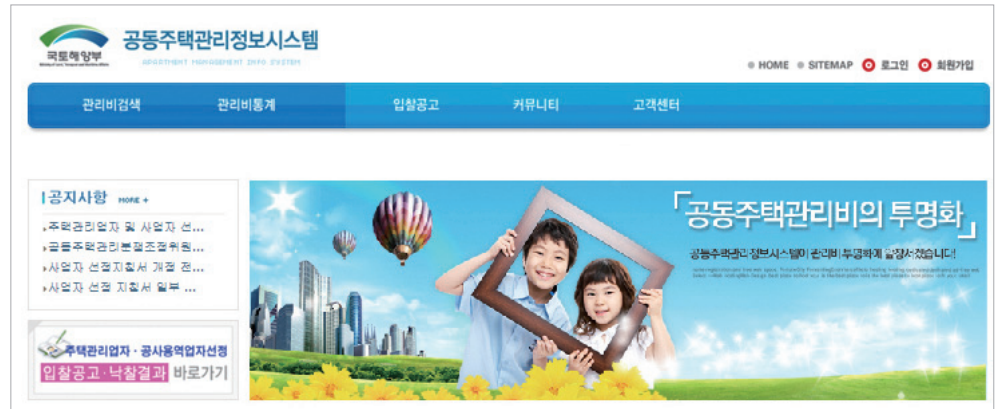 국토해양부
공동주택관리정보시스템
APARTMENT MANAGEMENT INFO SYSTEM
HOME SITEMAP 로그인 회원가입
관리비검색 관리비통계 입찰공고 커뮤니티 고객센터
공지사항 MORE +
주택관리업자 및 사업자 선...
공동주택관리분쟁조정위원...
사업자 선정지침서 개정 전...
사업자 선정 지침서 일부 ...
「공동주택관리비의 투명화」
공동주택관리정보시스템이 관리비 투명화에 앞장서겠습니다!
주택관리업자 · 공사용역업자선정
입찰공고·낙찰결과 바로가기